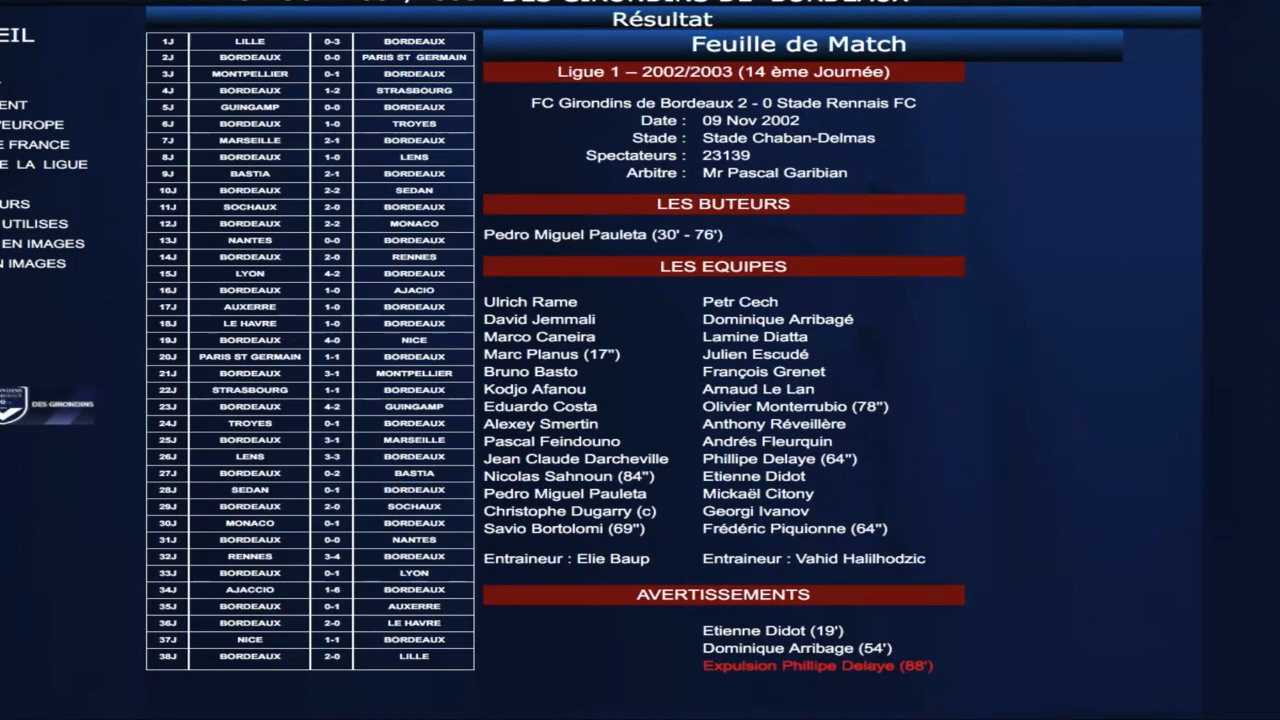 Résultat
EIL
ENT
'EUROPE
E FRANCE
E LA LIGUE
URS
UTILISES
EN IMAGES
N IMAGES
DES GIRONDINS
1J LILLE 0-3 BORDEAUX
2J BORDEAUX 0-0 PARIS ST GERMAIN
3J MONTPELLIER 0-1 BORDEAUX
4J BORDEAUX 1-2 STRASBOURG
5J GUINGAMP 0-0 BORDEAUX
6J BORDEAUX 1-0 TROYES
7J MARSEILLE 2-1 BORDEAUX
8J BORDEAUX 1-0 LENS
9J BASTIA 2-1 BORDEAUX
10J BORDEAUX 2-2 SEDAN
11J SOCHAUX 2-0 BORDEAUX
12J BORDEAUX 2-2 MONACO
13J NANTES 0-0 BORDEAUX
14J BORDEAUX 2-0 RENNES
15J LYON 4-2 BORDEAUX
16J BORDEAUX 1-0 AJACIO
17J AUXERRE 1-0 BORDEAUX
18J LE HAVRE 1-0 BORDEAUX
19J BORDEAUX 4-0 NICE
20J PARIS ST GERMAIN 1-1 BORDEAUX
21J BORDEAUX 3-1 MONTPELLIER
22J STRASBOURG 1-1 BORDEAUX
23J BORDEAUX 4-2 GUINGAMP
24J TROYES 0-1 BORDEAUX
25J BORDEAUX 3-1 MARSEILLE
26J LENS 3-3 BORDEAUX
27J BORDEAUX 0-2 BASTIA
28J SEDAN 0-1 BORDEAUX
29J BORDEAUX 2-0 SOCHAUX
30J MONACO 0-1 BORDEAUX
31J BORDEAUX 0-0 NANTES
32J RENNES 3-4 BORDEAUX
33J BORDEAUX 0-1 LYON
34J AJACCIO 1-6 BORDEAUX
35J BORDEAUX 0-1 AUXERRE
36J BORDEAUX 2-0 LE HAVRE
37J NICE 1-1 BORDEAUX
38J BORDEAUX 2-0 LILLE
Feuille de Match
Ligue 1 – 2002/2003 (14 ème Journée)
FC Girondins de Bordeaux 2 - 0 Stade Rennais FC
Date : 09 Nov 2002
Stade : Stade Chaban-Delmas
Spectateurs : 23139
Arbitre : Mr Pascal Garibian
LES BUTEURS
Pedro Miguel Pauleta (30' - 76')
LES EQUIPES
Ulrich Rame Petr Cech
David Jemmali Dominique Arribagé
Marco Caneira Lamine Diatta
Marc Planus (17") Julien Escudé
Bruno Basto François Grenet
Kodjo Afanou Arnaud Le Lan
Eduardo Costa Olivier Monterrubio (78")
Alexey Smertin Anthony Réveillère
Pascal Feindouno Andrés Fleurquin
Jean Claude Darcheville Phillipe Delaye (64")
Nicolas Sahnoun (84") Etienne Didot
Pedro Miguel Pauleta Mickaël Citony
Christophe Dugarry (c) Georgi Ivanov
Savio Bortolomi (69") Frédéric Piquionne (64")
Entraineur : Elie Baup Entraineur : Vahid Halilhodzic
AVERTISSEMENTS
Etienne Didot (19')
Dominique Arribage (54')
Expulsion Phillipe Delaye (88')